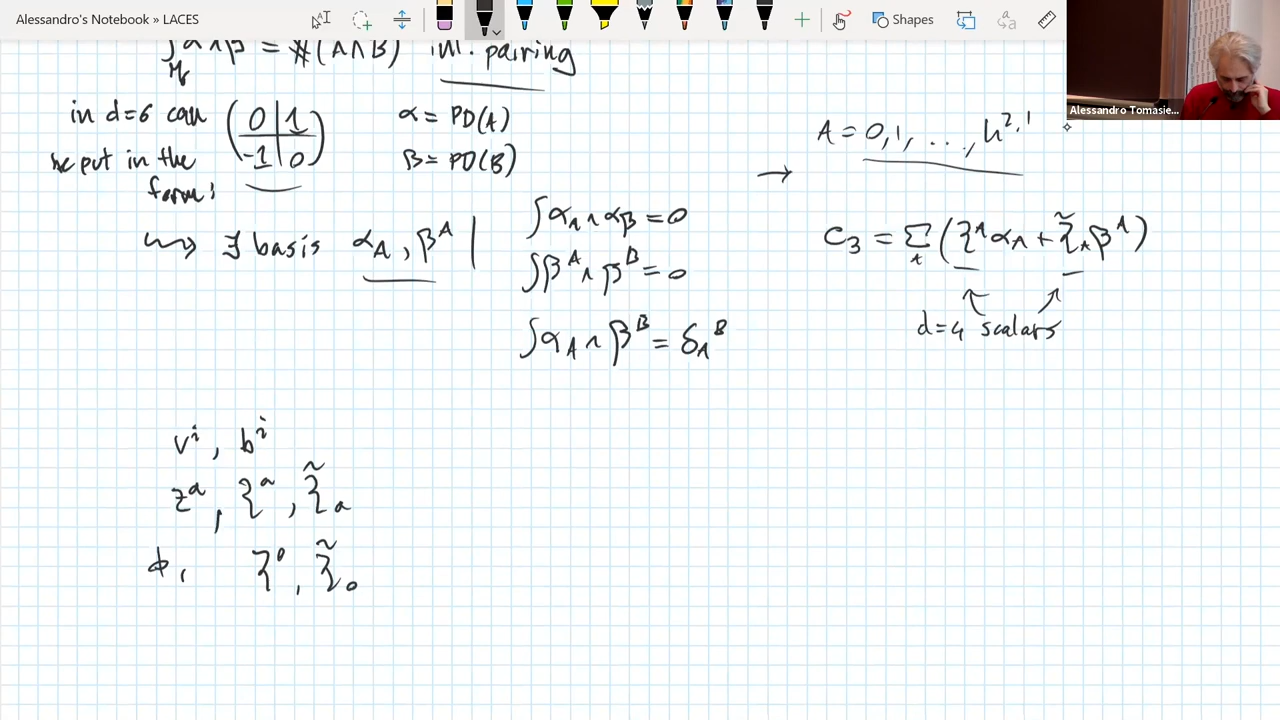 Alessandro's Notebook » LACES
Shapes
Alessandro Tomasie...
∫_{M_6} α∧β = #(A∩B) int. pairing
in d=6 can
be put in the
form:
(0 | 1
-1 | 0)
α = PD(A)
β = PD(B)
↝ ∃ basis α_A, β^A |
∫α_A∧α_B = 0
∫β^A∧β^B = 0
∫α_A∧β^B = δ_A^B
→ A = 0,1,...,h^{2,1}
C_3 = Σ_A (ξ^A α_A + ξ̃_A β^A)
d=4 scalars
v^i, b^i
z^a, ξ^a, ξ̃_a
φ, ξ^0, ξ̃_0